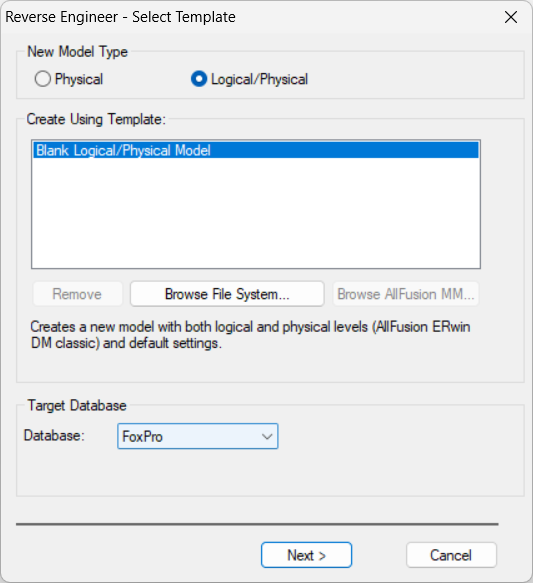 Reverse Engineer - Select Template
New Model Type
Physical
Logical/Physical
Create Using Template:
Blank Logical/Physical Model
Remove
Browse File System...
Browse AllFusion MM...
Creates a new model with both logical and physical levels (AllFusion ERwin
DM classic) and default settings.
Target Database
Database:
FoxPro
Next >
Cancel